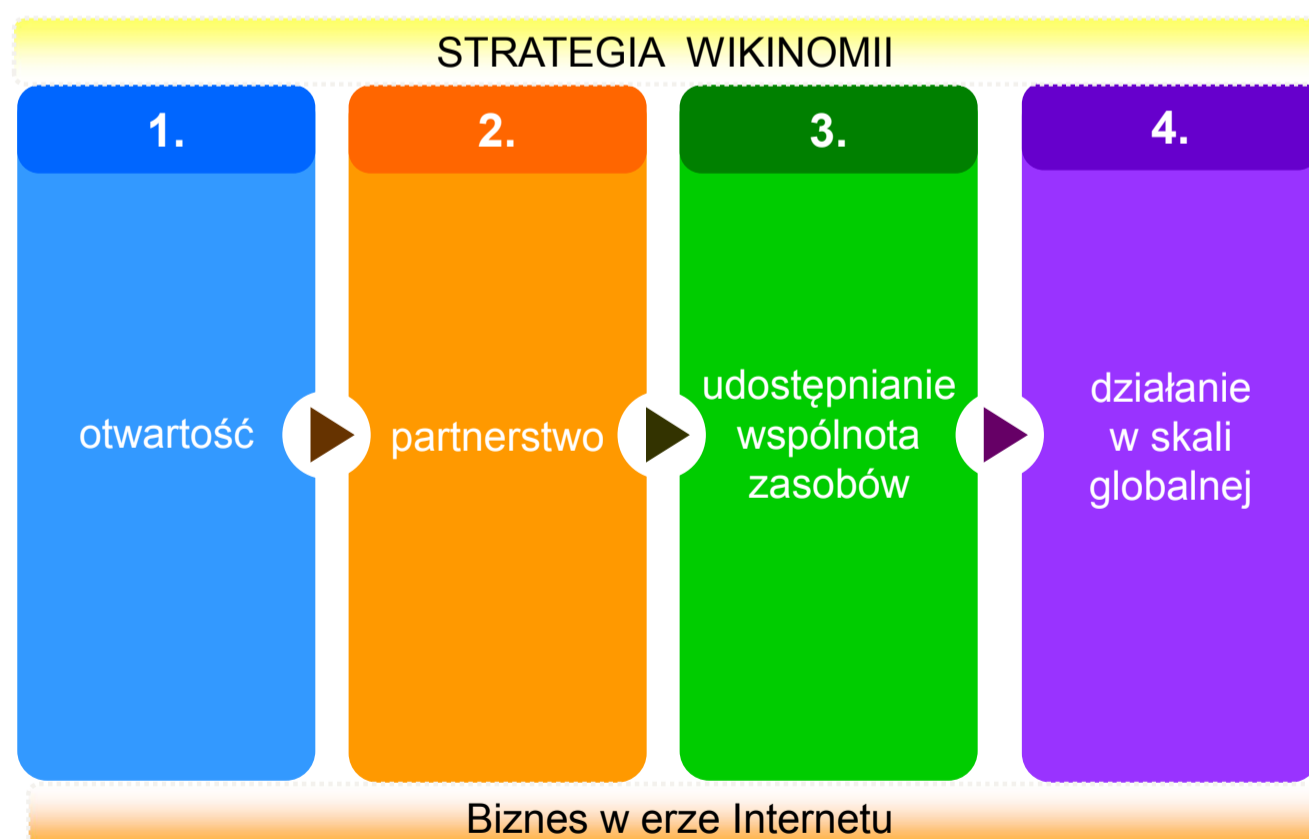 STRATEGIA WIKINOMII
1.
otwartość
2.
partnerstwo
3.
udostępnianie
wspólnota
zasobów
4.
działanie
w skali
globalnej
Biznes w erze Internetu